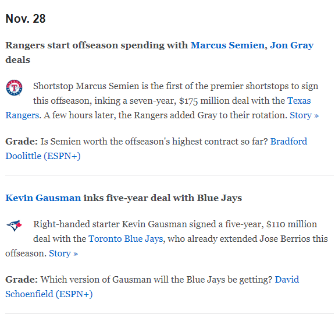 Nov. 28
Rangers start offseason spending with Marcus Semien, Jon Gray
deals
Shortstop Marcus Semien is the first of the premier shortstops to sign
this offseason, inking a seven-year, $175 million deal with the Texas
Rangers. A few hours later, the Rangers added Gray to their rotation. Story »
Grade: Is Semien worth the offseason's highest contract so far? Bradford
Doolittle (ESPN+)
Kevin Gausman inks five-year deal with Blue Jays
Right-handed starter Kevin Gausman signed a five-year, $110 million
deal with the Toronto Blue Jays, who already extended Jose Berrios this
offseason. Story »
Grade: Which version of Gausman will the Blue Jays be getting? David
Schoenfield (ESPN+)